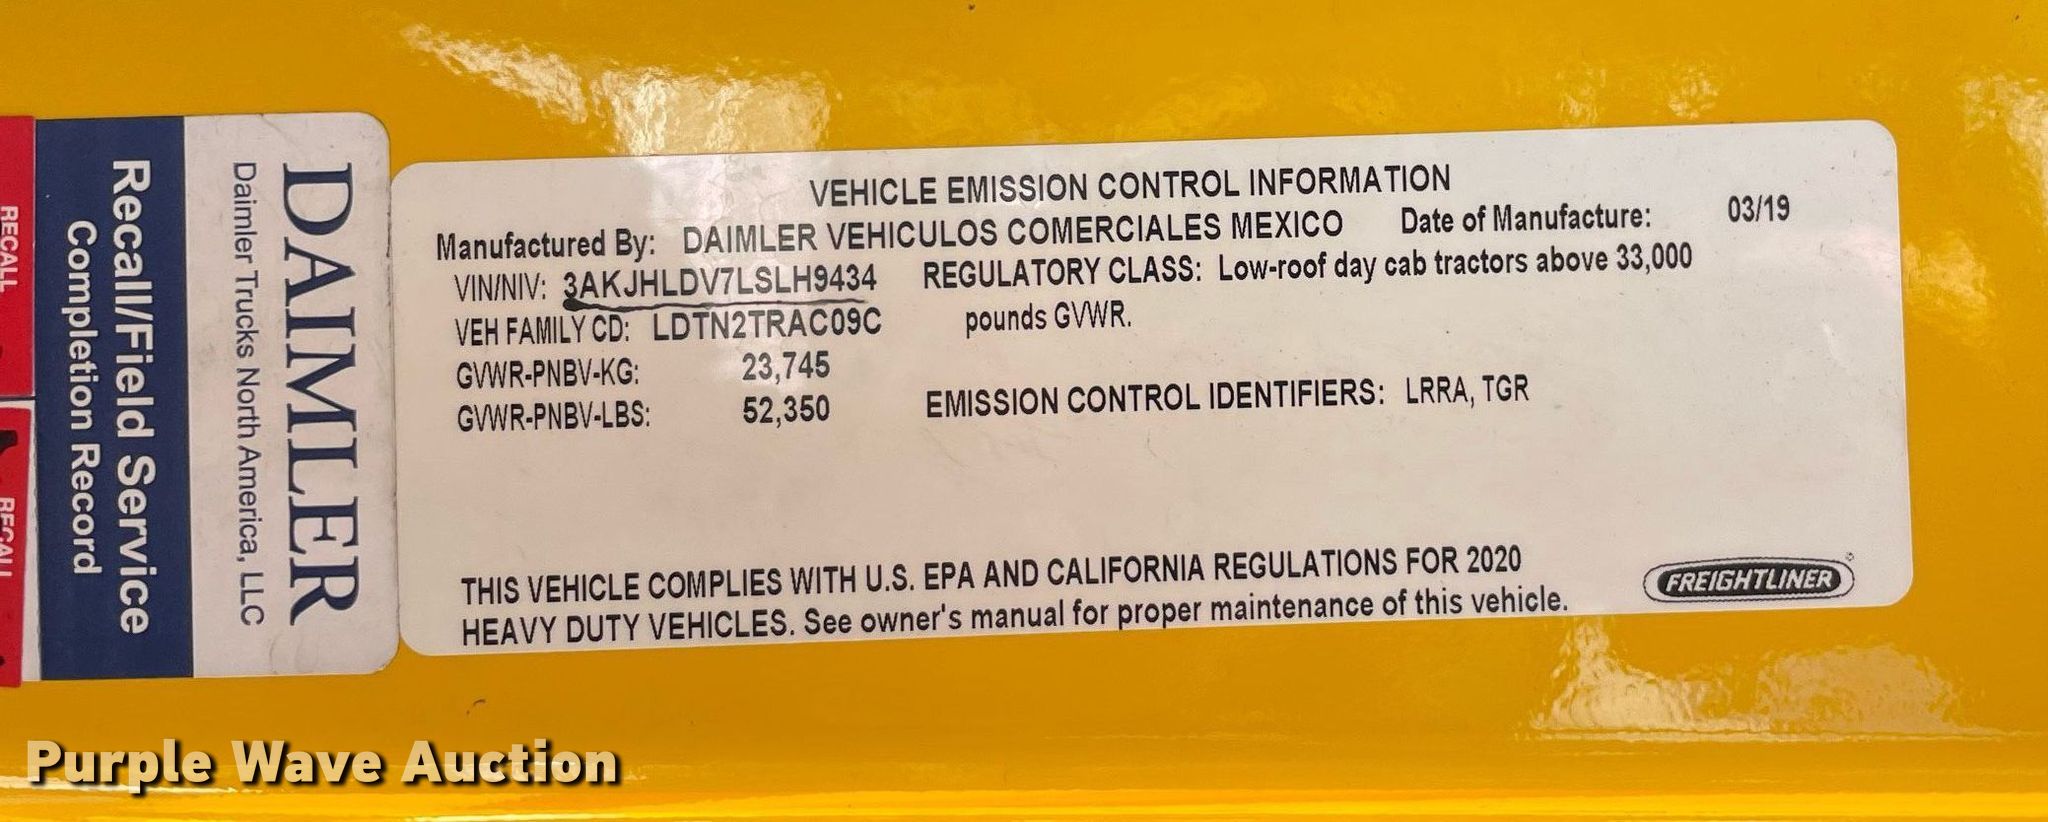 VEHICLE EMISSION CONTROL INFORMATION
Manufactured By: DAIMLER VEHICULOS COMERCIALES MEXICO Date of Manufacture: 03/19
VIN/NIV: 3AKJHLDV7LSLH9434 REGULATORY CLASS: Low-roof day cab tractors above 33,000
VEH FAMILY CD: LDTN2TRAC09C pounds GVWR.
GVWR-PNBV-KG: 23,745
GVWR-PNBV-LBS: 52,350 EMISSION CONTROL IDENTIFIERS: LRRA, TGR
THIS VEHICLE COMPLIES WITH U.S. EPA AND CALIFORNIA REGULATIONS FOR 2020
HEAVY DUTY VEHICLES. See owner's manual for proper maintenance of this vehicle.
FREIGHTLINER
DAIMLER
Daimler Trucks North America, LLC
Recall/Field Service
Completion Record
RECALL
RECALL
Purple Wave Auction